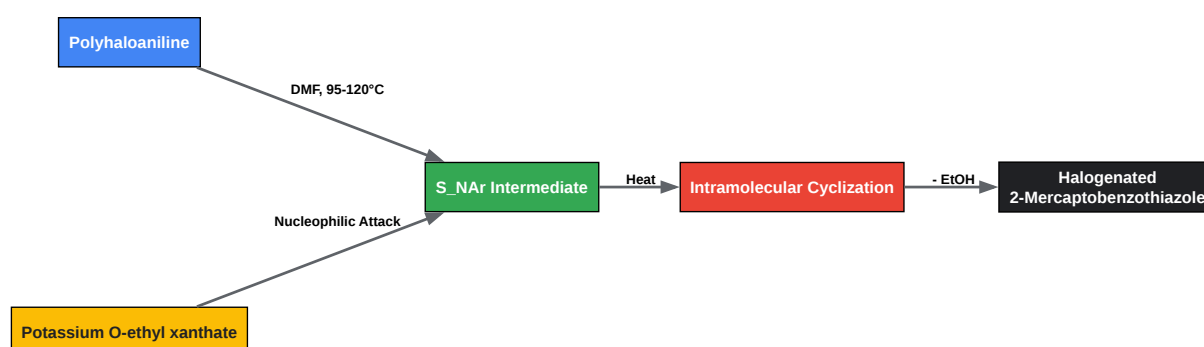 Polyhaloaniline
DMF, 95-120°C
S_NAr Intermediate
Heat
Intramolecular Cyclization
- EtOH
Halogenated
2-Mercaptobenzothiazole
Nucleophilic Attack
Potassium O-ethyl xanthate